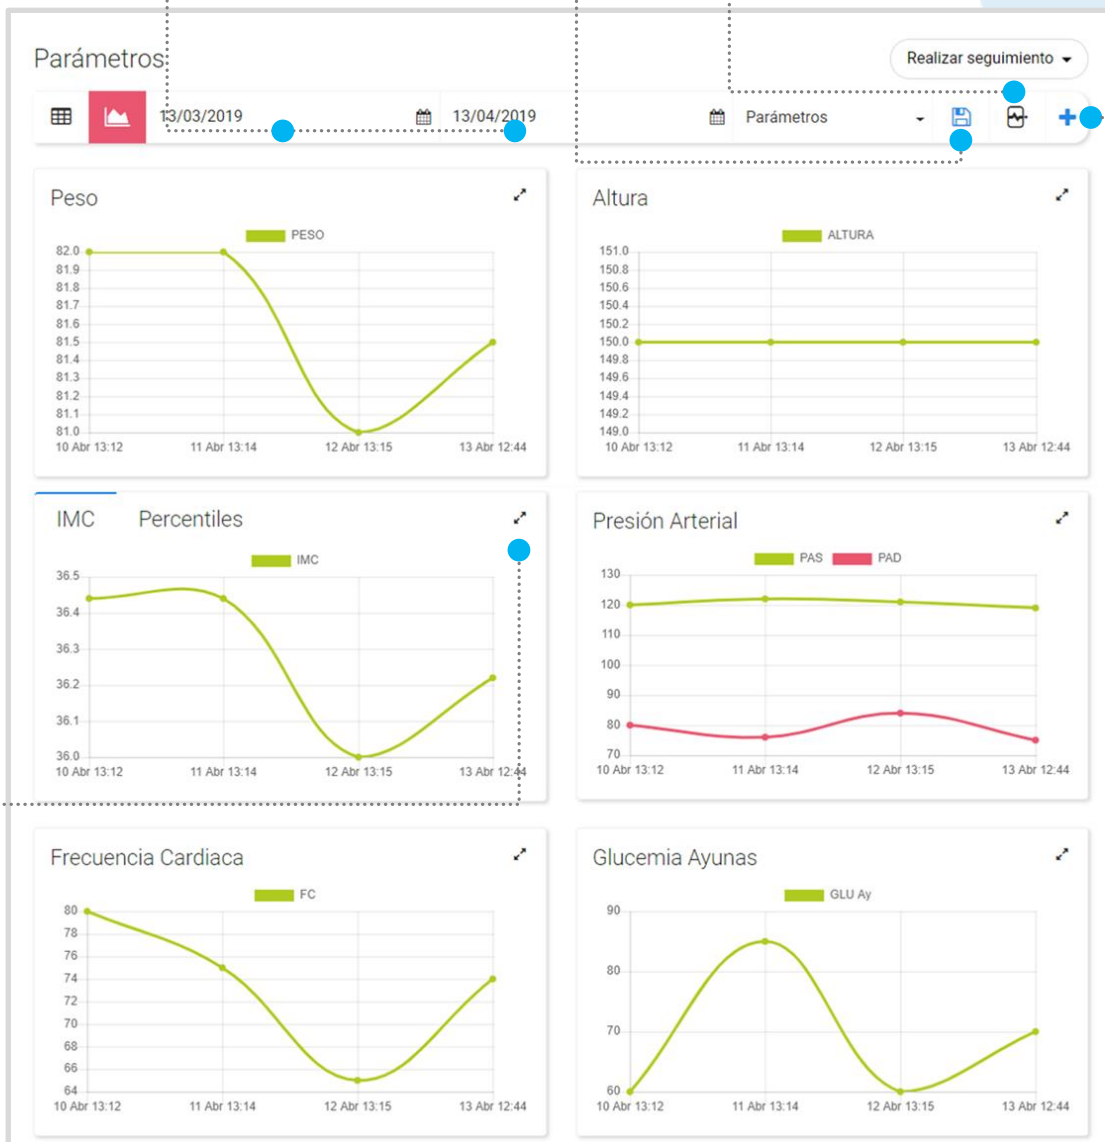 Parámetros
Realizar seguimiento
13/03/2019 13/04/2019 Parámetros
Peso
PESO
82.0
81.9
81.8
81.7
81.6
81.5
81.4
81.3
81.2
81.1
81.0
10 Abr 13:12 11 Abr 13:14 12 Abr 13:15 13 Abr 12:44
Altura
ALTURA
151.0
150.8
150.6
150.4
150.2
150.0
149.8
149.6
149.4
149.2
149.0
10 Abr 13:12 11 Abr 13:14 12 Abr 13:15 13 Abr 12:44
IMC Percentiles
IMC
36.5
36.4
36.3
36.2
36.1
36.0
10 Abr 13:12 11 Abr 13:14 12 Abr 13:15 13 Abr 12:44
Presión Arterial
PAS PAD
130
120
110
100
90
80
70
10 Abr 13:12 11 Abr 13:14 12 Abr 13:15 13 Abr 12:44
Frecuencia Cardiaca
FC
80
78
76
74
72
70
68
66
64
10 Abr 13:12 11 Abr 13:14 12 Abr 13:15 13 Abr 12:44
Glucemia Ayunas
GLU Ay
90
80
70
60
10 Abr 13:12 11 Abr 13:14 12 Abr 13:15 13 Abr 12:44